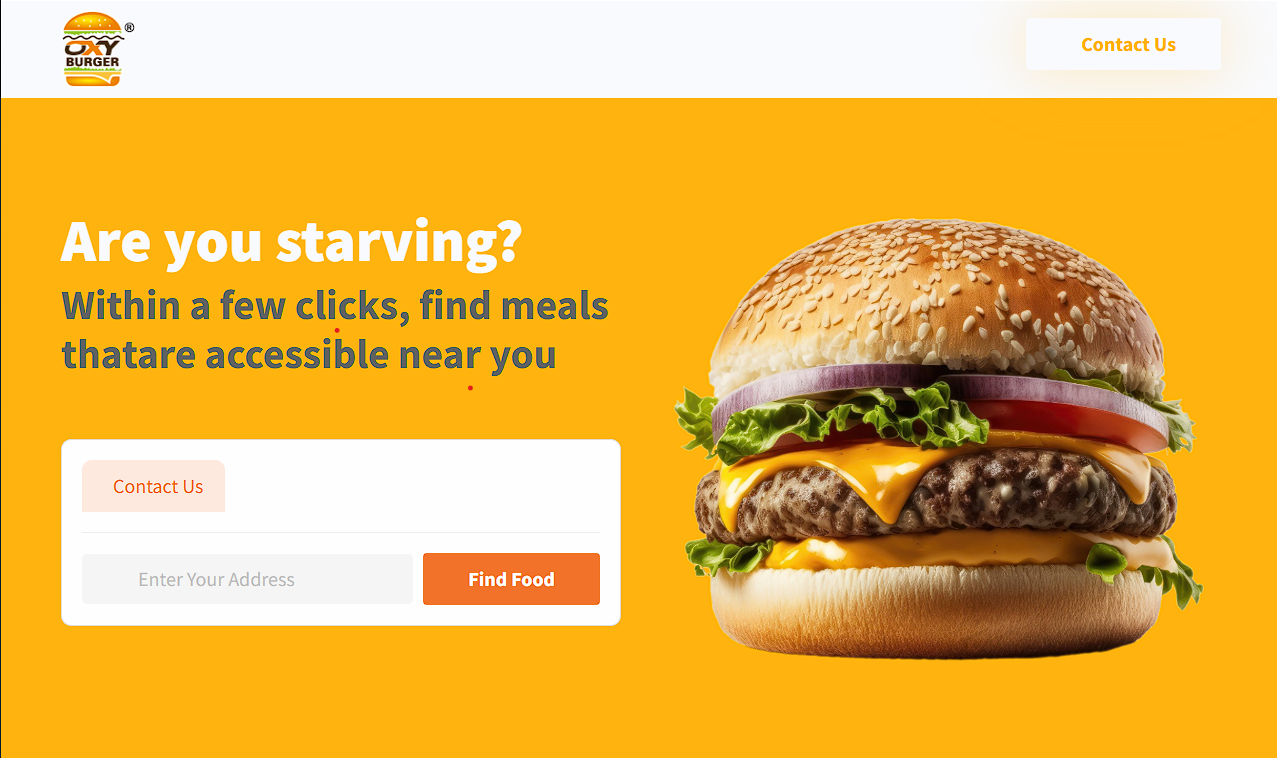 OXY
BURGER
®
Contact Us
Are you starving?
Within a few clicks, find meals
thatare accessible near you
Contact Us
Enter Your Address
Find Food